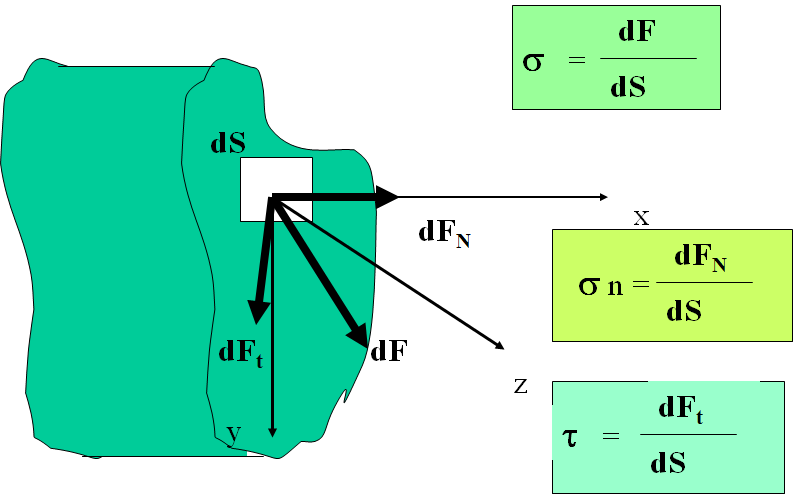 σ = dF
dS
dS
x
dF_N
σ n = dF_N
dS
dF_t
dF
z
y
τ = dF_t
dS